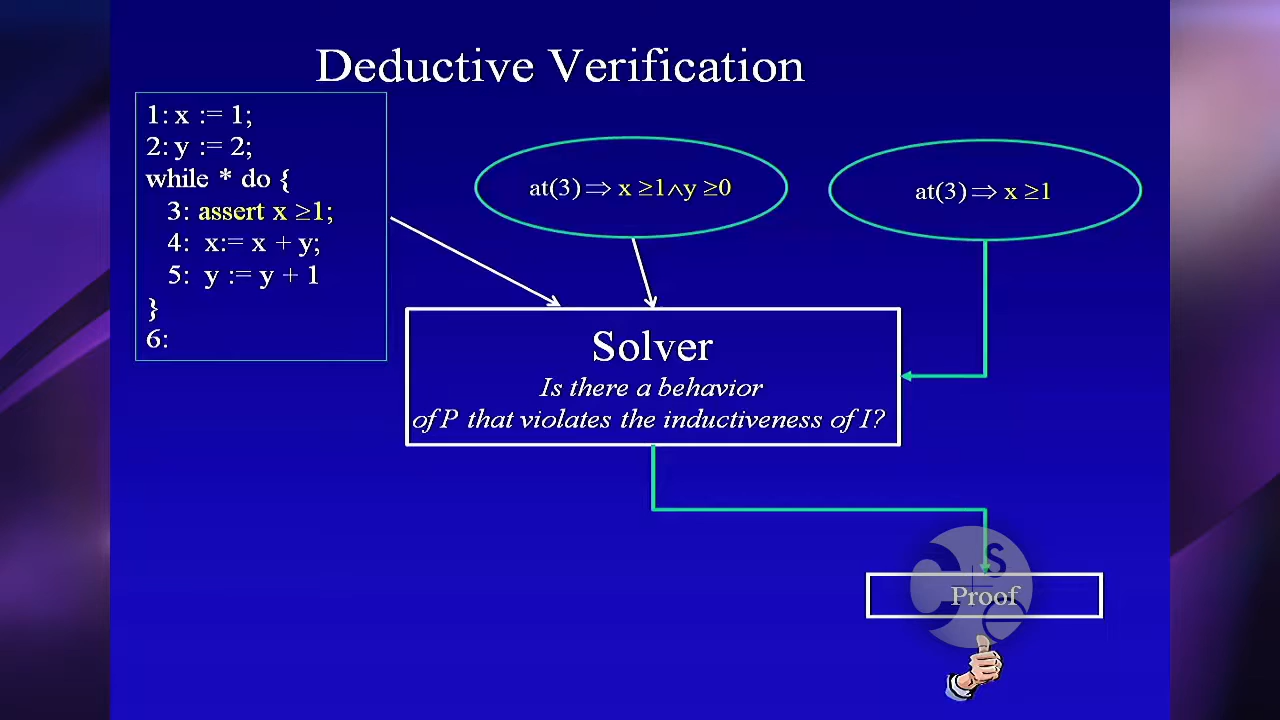 Deductive Verification
1: x := 1;
2: y := 2;
while * do {
3: assert x ≥1;
4: x:= x + y;
5: y := y + 1
}
6:
at(3) ⇒ x ≥1∧y ≥0
at(3) ⇒ x ≥1
Solver
Is there a behavior
of P that violates the inductiveness of I?
Proof
C S e